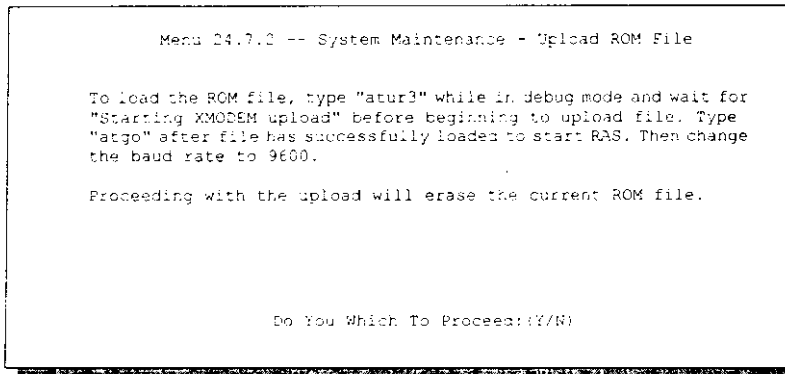 Menu 24.7.2 -- System Maintenance - Upload ROM File
To load the ROM file, type "atur3" while in debug mode and wait for
"Starting XMODEM upload" before beginning to upload file. Type
"atgo" after file has successfully loaded to start RAS. Then change
the baud rate to 9600.
Proceeding with the upload will erase the current ROM file.
Do You Which To Proceed:(Y/N)